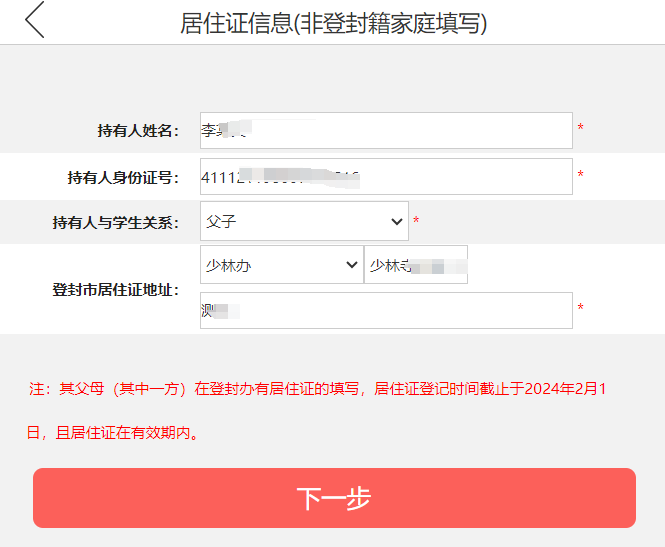 居住证信息(非登封籍家庭填写)
持有人姓名： 李 *
持有人身份证号： 4111 *
持有人与学生关系： 父子 *
少林办 少林
登封市居住证地址：
测 *
注：其父母（其中一方）在登封办有居住证的填写，居住证登记时间截止于2024年2月1
日，且居住证在有效期内。
下一步